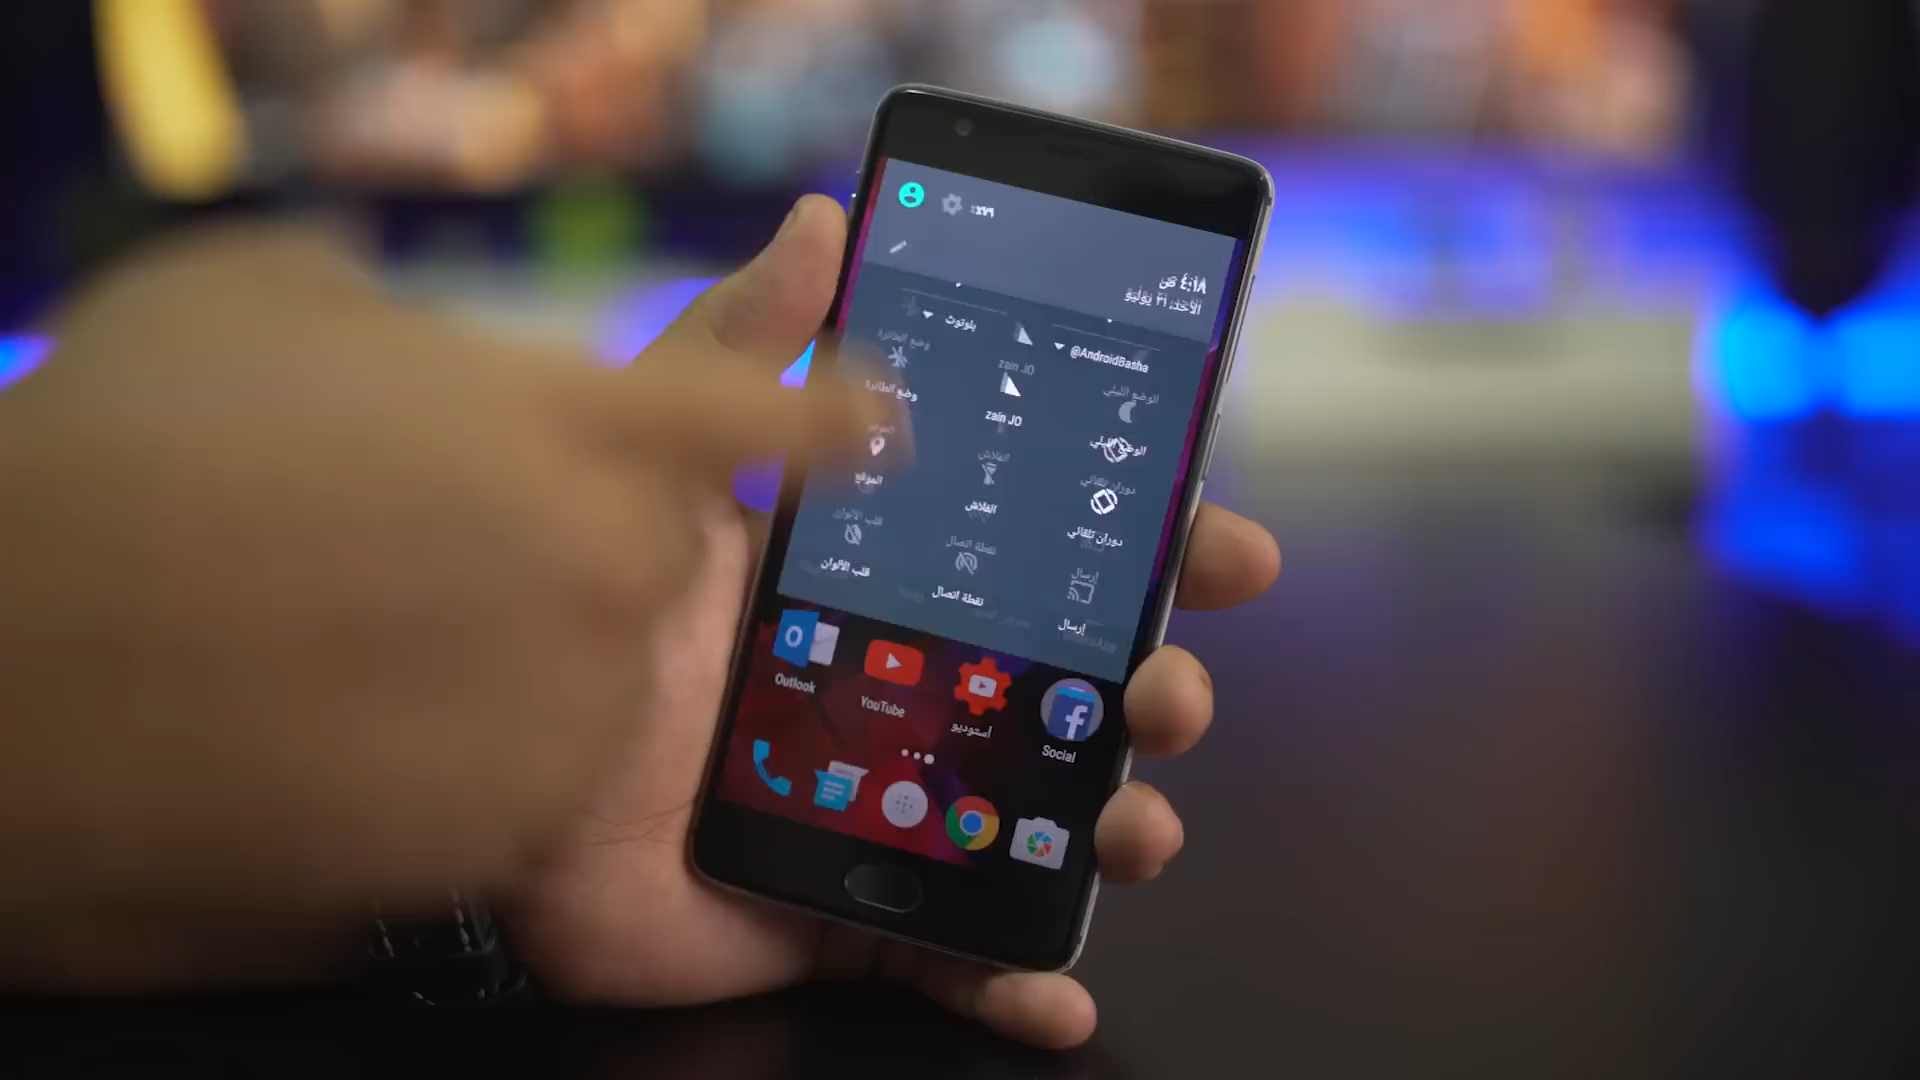 ٤:١٨ ص
الأحد، ٣١ يوليو
@AndroidBasha
بلوتوث
الوضع الليلي
zain JO
وضع الطائرة
دوران تلقائي
الفلاش
الموقع
إرسال
نقطة اتصال
قلب الألوان
Outlook
YouTube
استوديو
Social